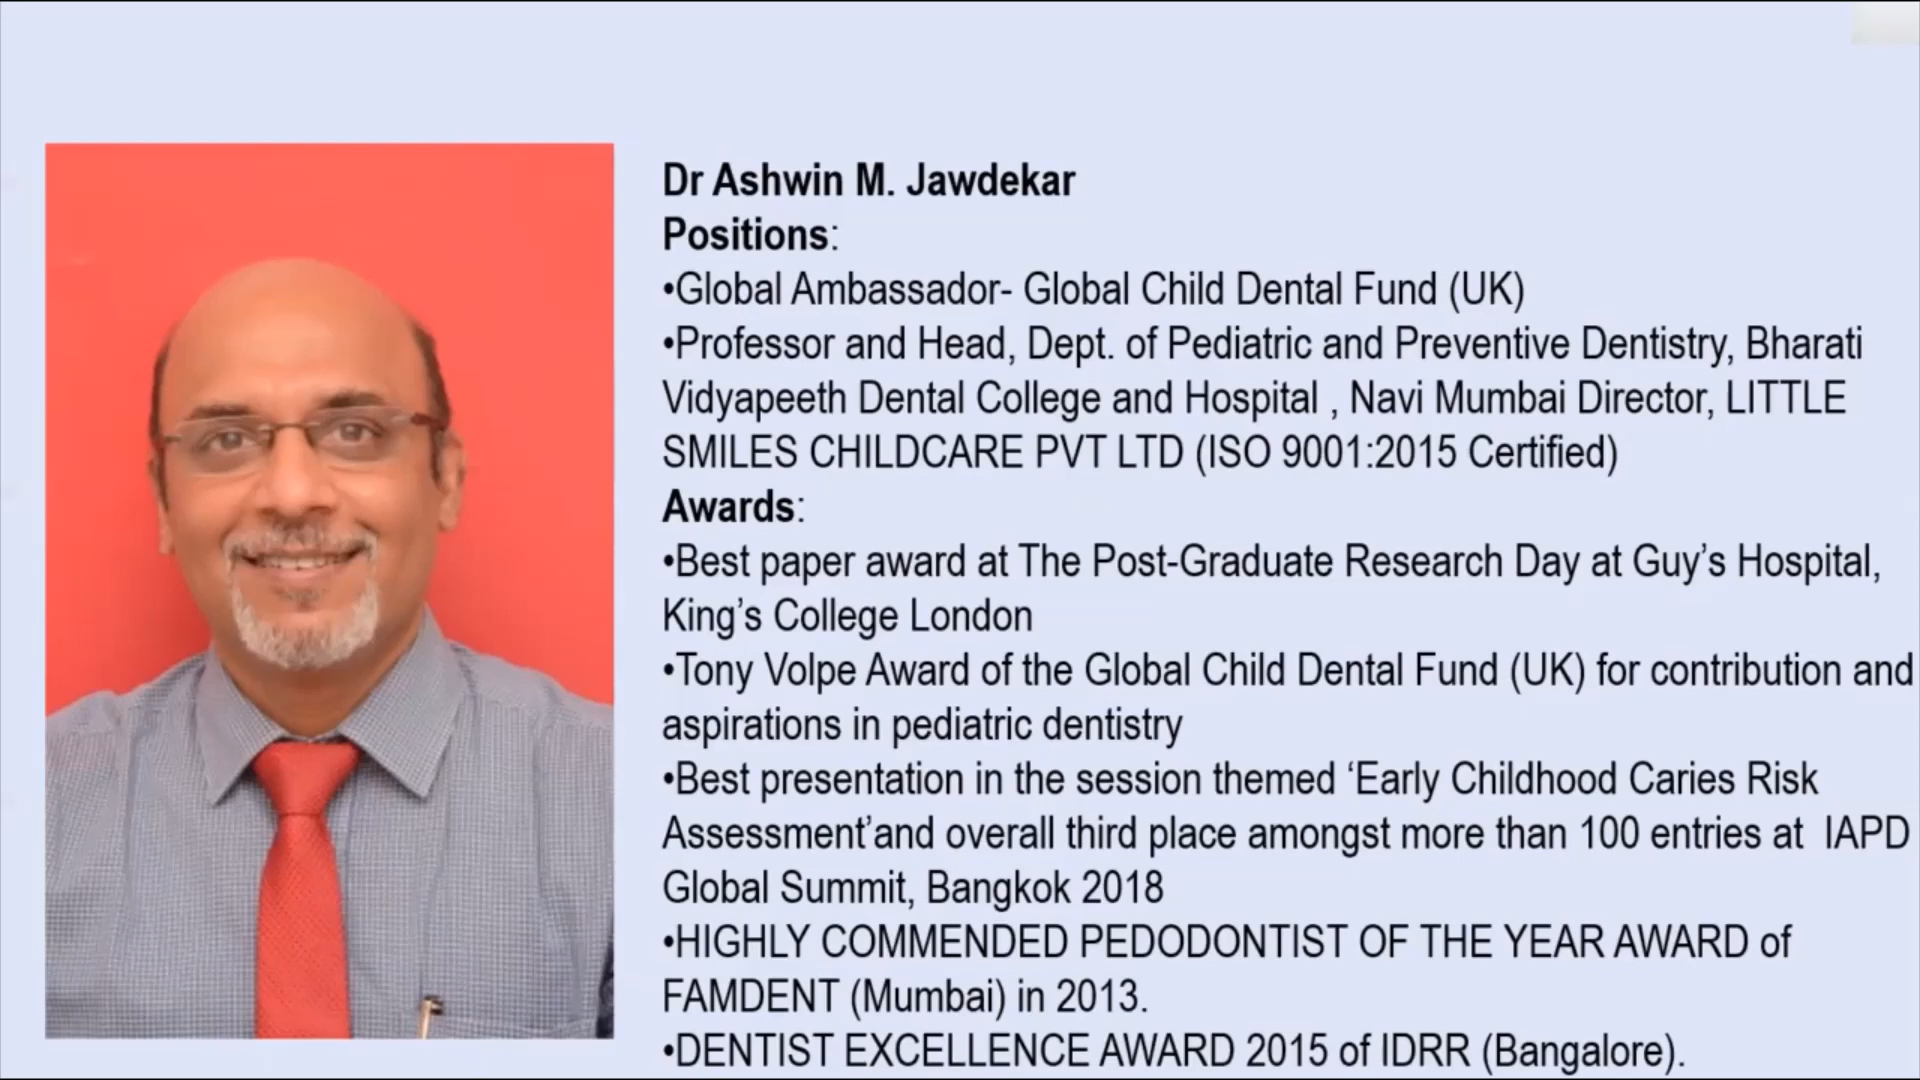 Dr Ashwin M. Jawdekar
Positions:
•Global Ambassador- Global Child Dental Fund (UK)
•Professor and Head, Dept. of Pediatric and Preventive Dentistry, Bharati
Vidyapeeth Dental College and Hospital , Navi Mumbai Director, LITTLE
SMILES CHILDCARE PVT LTD (ISO 9001:2015 Certified)
Awards:
•Best paper award at The Post-Graduate Research Day at Guy’s Hospital,
King’s College London
•Tony Volpe Award of the Global Child Dental Fund (UK) for contribution and
aspirations in pediatric dentistry
•Best presentation in the session themed ‘Early Childhood Caries Risk
Assessment’and overall third place amongst more than 100 entries at  IAPD
Global Summit, Bangkok 2018
•HIGHLY COMMENDED PEDODONTIST OF THE YEAR AWARD of
FAMDENT (Mumbai) in 2013.
•DENTIST EXCELLENCE AWARD 2015 of IDRR (Bangalore).